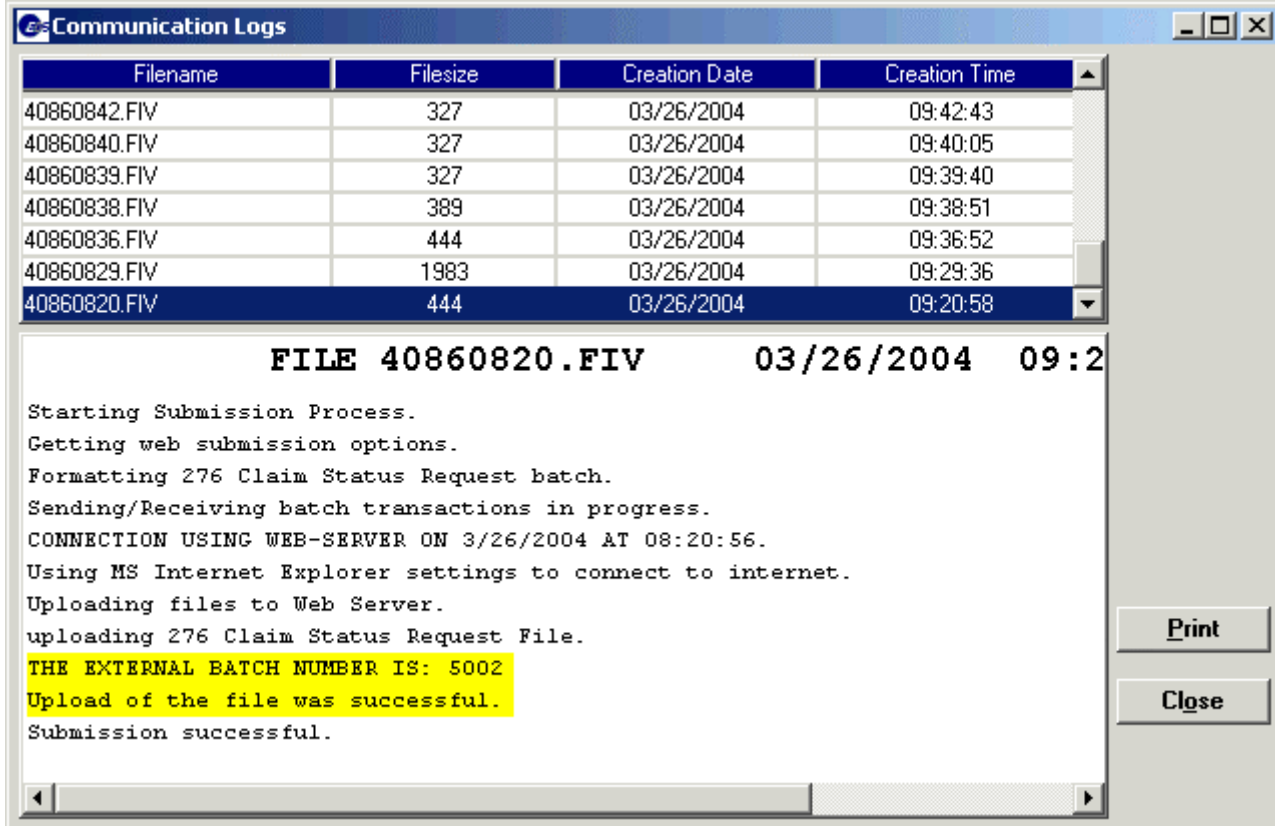 Communication Logs
Filename Filesize Creation Date Creation Time
40860842.FIV 327 03/26/2004 09:42:43
40860840.FIV 327 03/26/2004 09:40:05
40860839.FIV 327 03/26/2004 09:39:40
40860838.FIV 389 03/26/2004 09:38:51
40860836.FIV 444 03/26/2004 09:36:52
40860829.FIV 1983 03/26/2004 09:29:36
40860820.FIV 444 03/26/2004 09:20:58
FILE 40860820.FIV 03/26/2004 09:2
Starting Submission Process.
Getting web submission options.
Formatting 276 Claim Status Request batch.
Sending/Receiving batch transactions in progress.
CONNECTION USING WEB-SERVER ON 3/26/2004 AT 08:20:56.
Using MS Internet Explorer settings to connect to internet.
Uploading files to Web Server.
uploading 276 Claim Status Request File.
THE EXTERNAL BATCH NUMBER IS: 5002
Upload of the file was successful.
Submission successful.
Print
Close